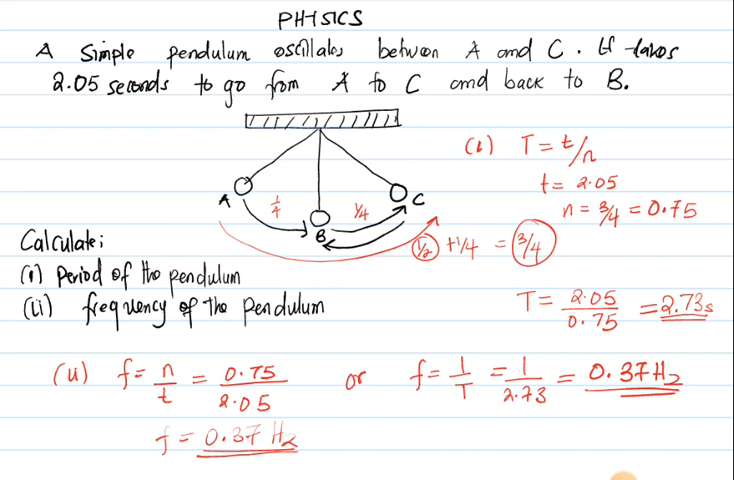 PHYSICS
A Simple pendulum oscillates between A and C. It takes
2.05 seconds to go from A to C and back to B.
(i) T = t/n
t = 2.05
n = 3/4 = 0.75
A 1/4 B 1/4 C
1/2 + 1/4 = 3/4
Calculate;
(i) Period of the pendulum
(ii) frequency of the pendulum
T = 2.05/0.75 = 2.73s
(ii) f = n/t = 0.75/2.05 or f = 1/T = 1/2.73 = 0.37Hz
f = 0.37 Hz